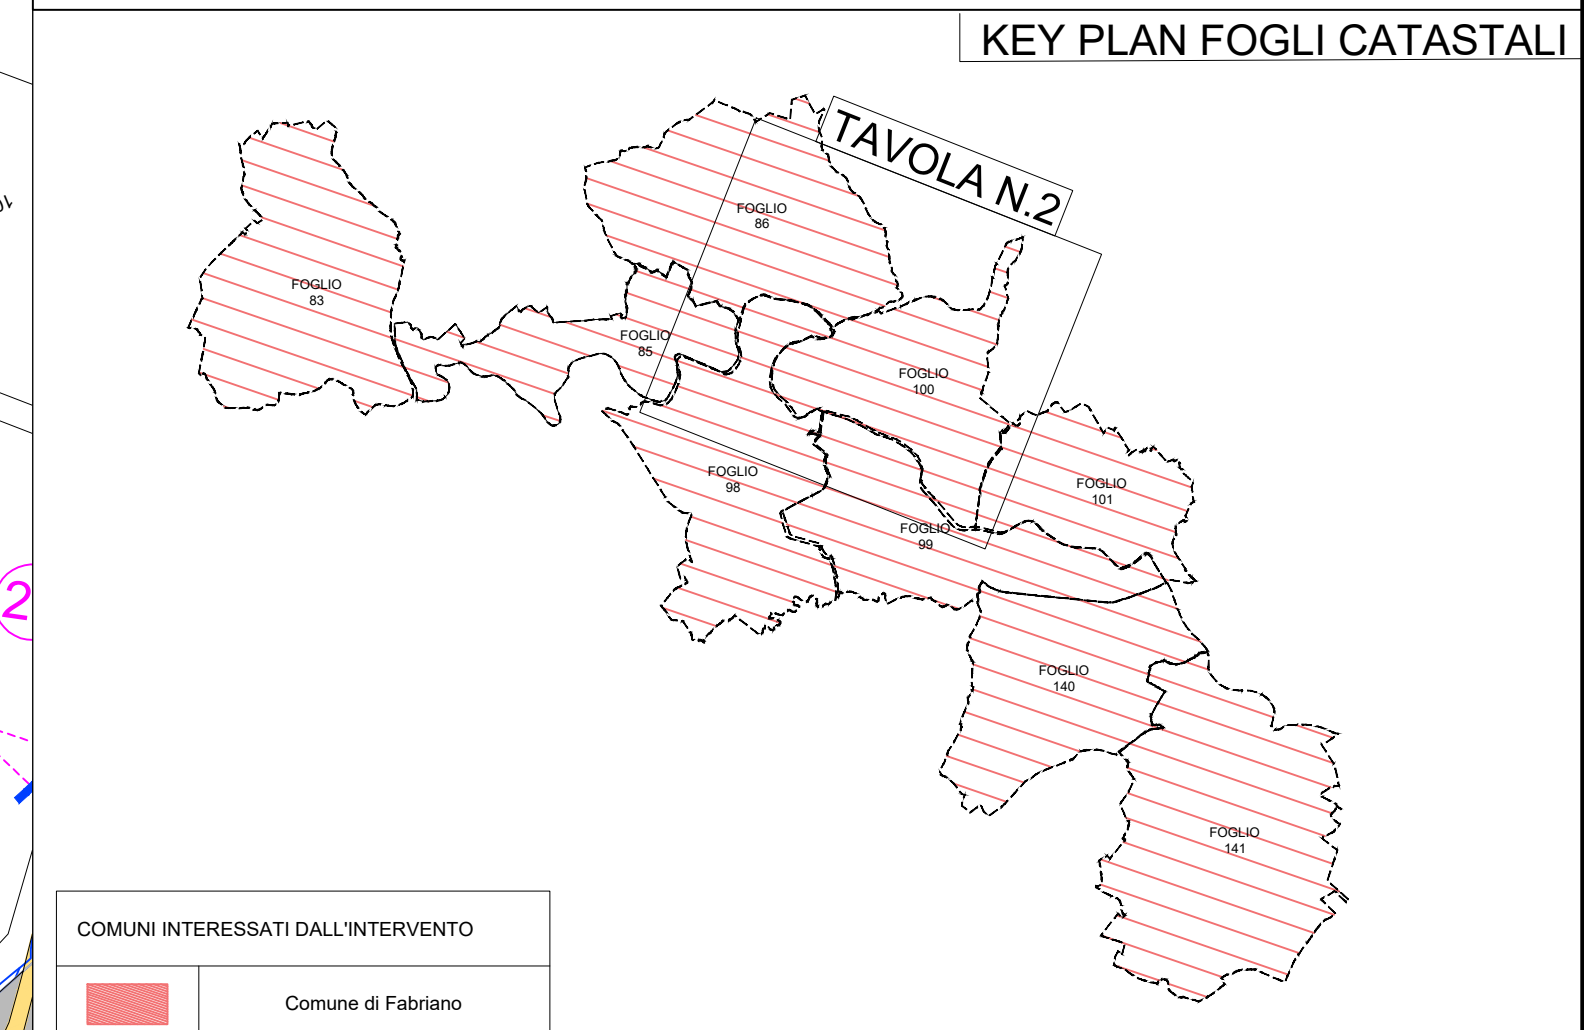 KEY PLAN FOGLI CATASTALI
TAVOLA N.2
FOGLIO
86
FOGLIO
83
FOGLIO
85
FOGLIO
100
FOGLIO
98
FOGLIO
101
FOGLIO
99
FOGLIO
140
FOGLIO
141
2
COMUNI INTERESSATI DALL'INTERVENTO
Comune di Fabriano